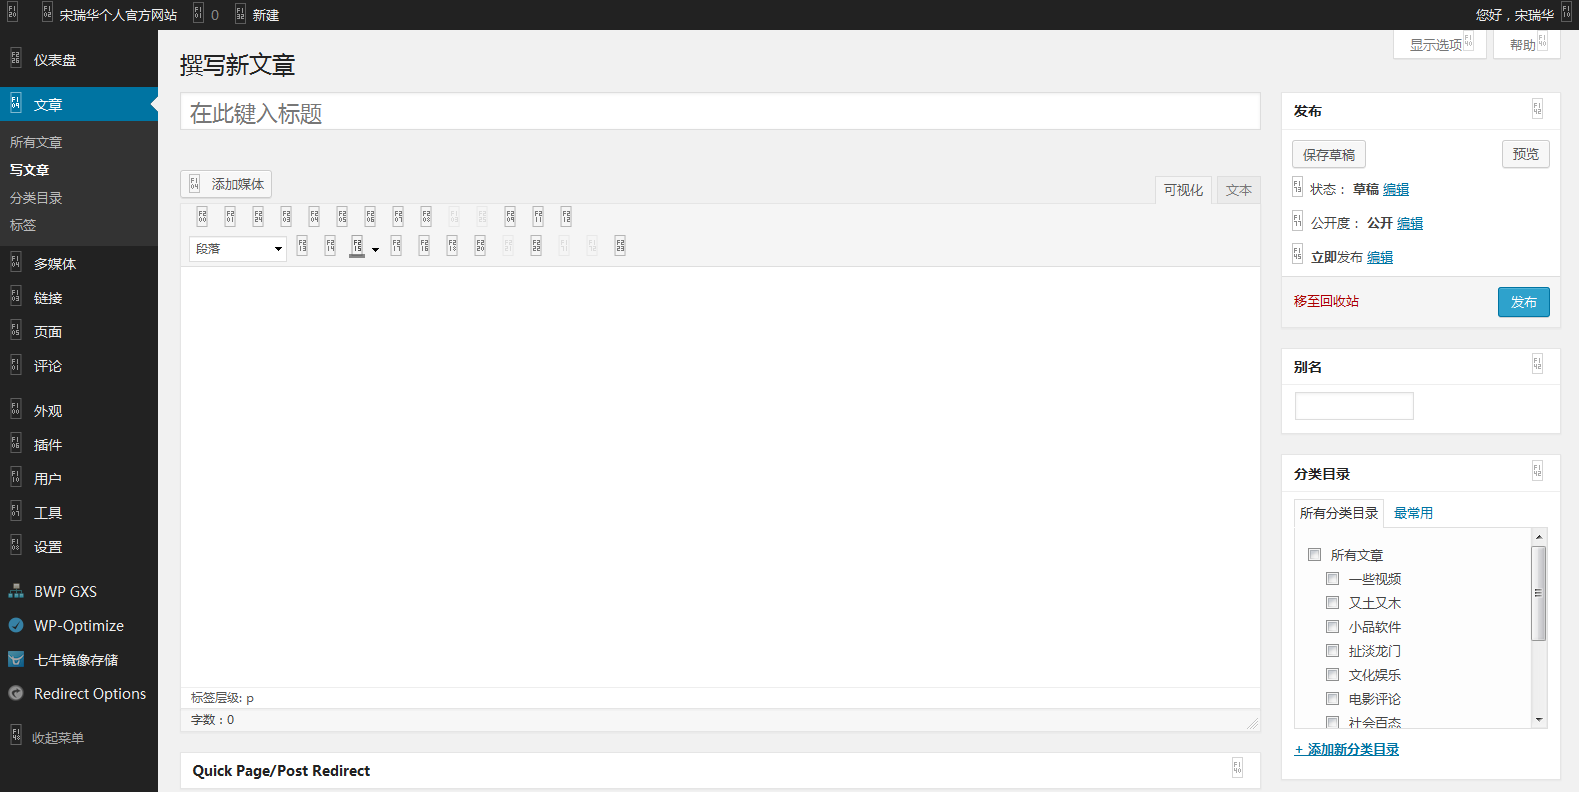 宋瑞华个人官方网站 0 新建 您好，宋瑞华
显示选项 帮助
仪表盘
文章
所有文章
写文章
分类目录
标签
多媒体
链接
页面
评论
外观
插件
用户
工具
设置
BWP GXS
WP-Optimize
七牛镜像存储
Redirect Options
收起菜单
撰写新文章
在此键入标题
添加媒体
可视化 文本
段落
标签层级: p
字数：0
Quick Page/Post Redirect
发布
保存草稿 预览
状态： 草稿 编辑
公开度： 公开 编辑
立即发布 编辑
移至回收站 发布
别名
分类目录
所有分类目录 最常用
所有文章
一些视频
又土又木
小品软件
扯淡龙门
文化娱乐
电影评论
社会百态
+ 添加新分类目录